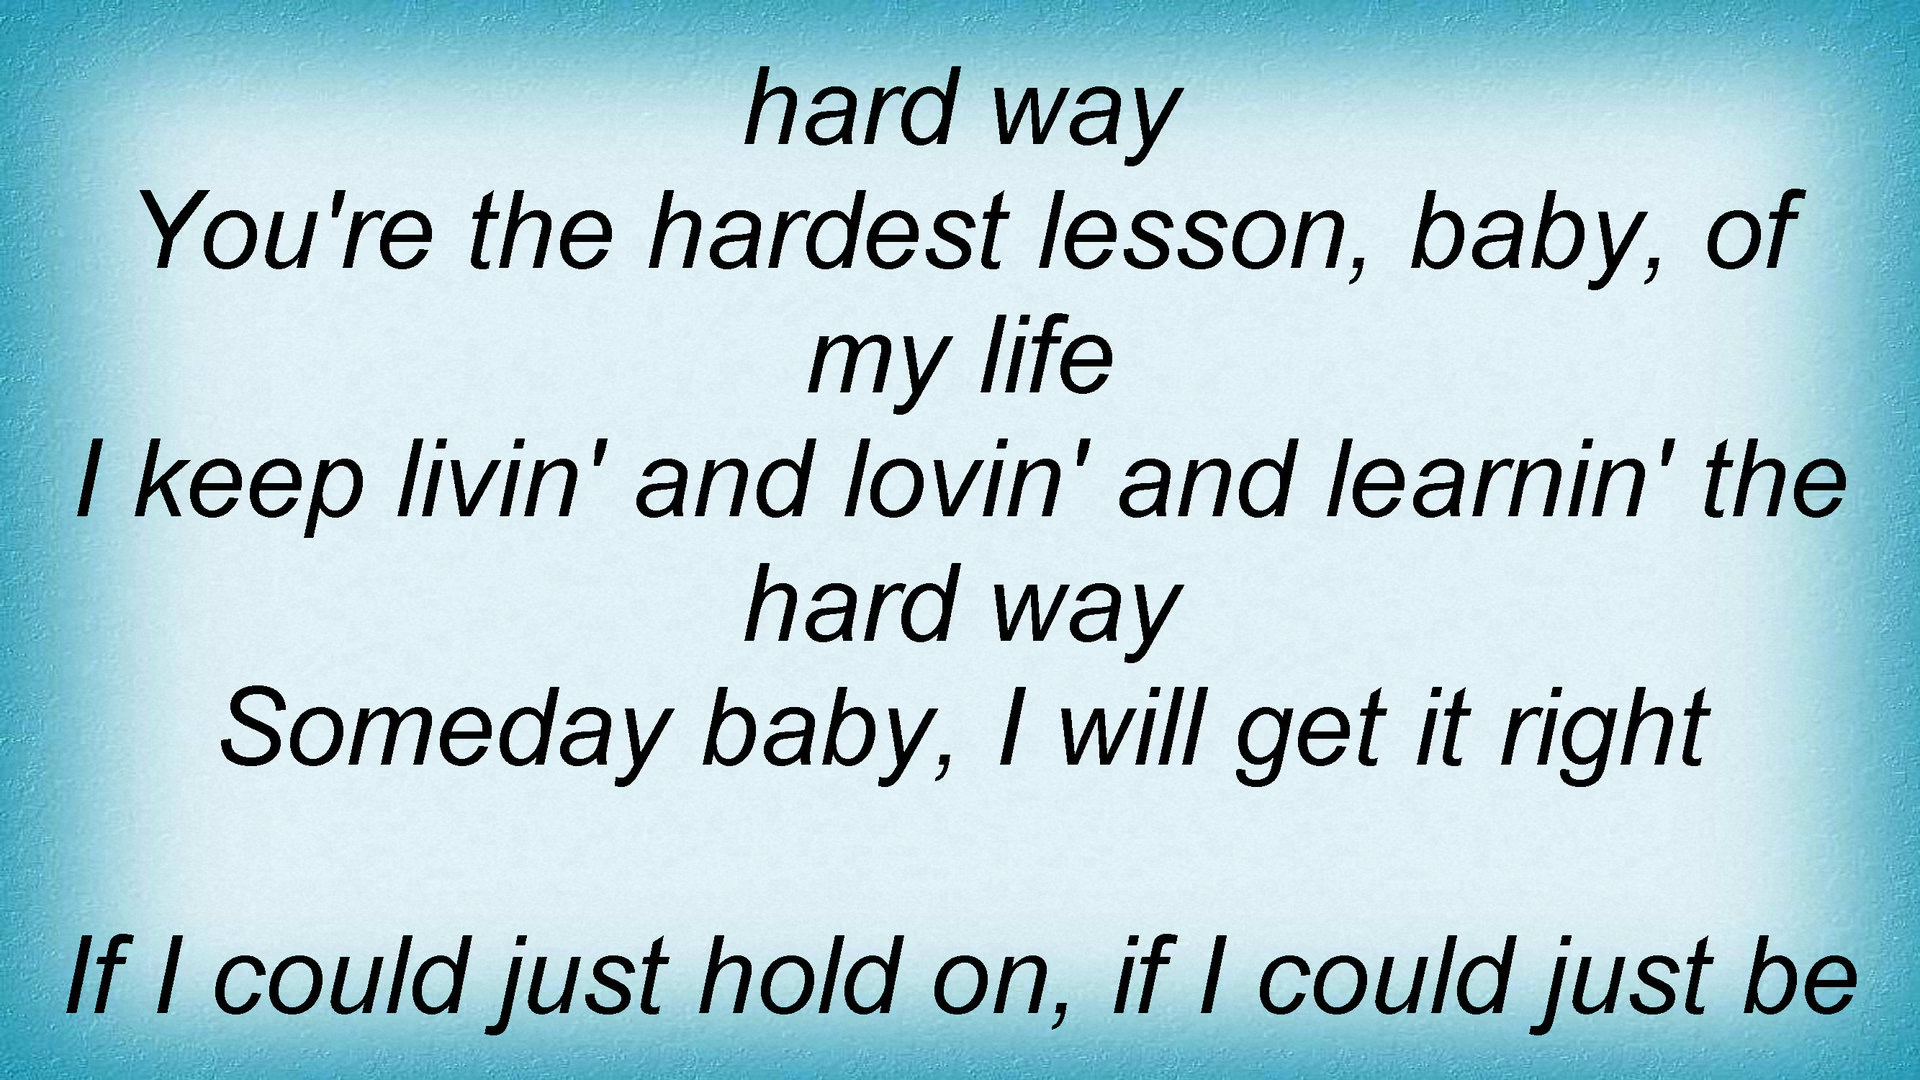 hard way
You're the hardest lesson, baby, of
my life
I keep livin' and lovin' and learnin' the
hard way
Someday baby, I will get it right
If I could just hold on, if I could just be